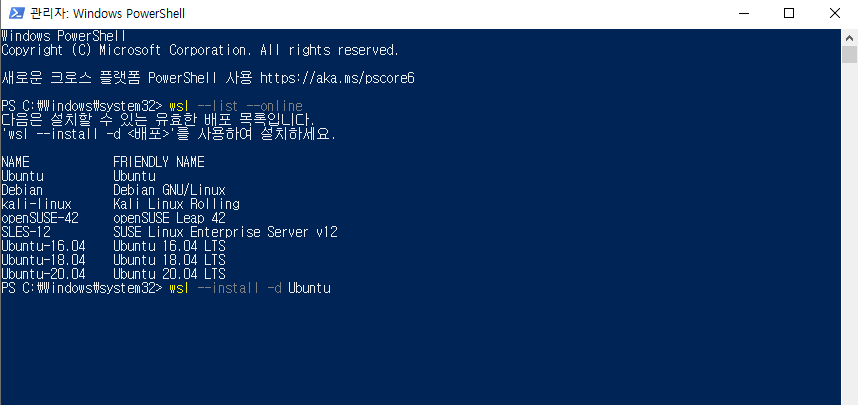 관리자: Windows PowerShell
Windows PowerShell
Copyright (C) Microsoft Corporation. All rights reserved.
새로운 크로스 플랫폼 PowerShell 사용 https://aka.ms/pscore6
PS C:₩Windows₩system32> wsl --list --online
다음은 설치할 수 있는 유효한 배포 목록입니다.
'wsl --install -d <배포>'를 사용하여 설치하세요.
NAME FRIENDLY NAME
Ubuntu Ubuntu
Debian Debian GNU/Linux
kali-linux Kali Linux Rolling
openSUSE-42 openSUSE Leap 42
SLES-12 SUSE Linux Enterprise Server v12
Ubuntu-16.04 Ubuntu 16.04 LTS
Ubuntu-18.04 Ubuntu 18.04 LTS
Ubuntu-20.04 Ubuntu 20.04 LTS
PS C:₩Windows₩system32> wsl --install -d Ubuntu